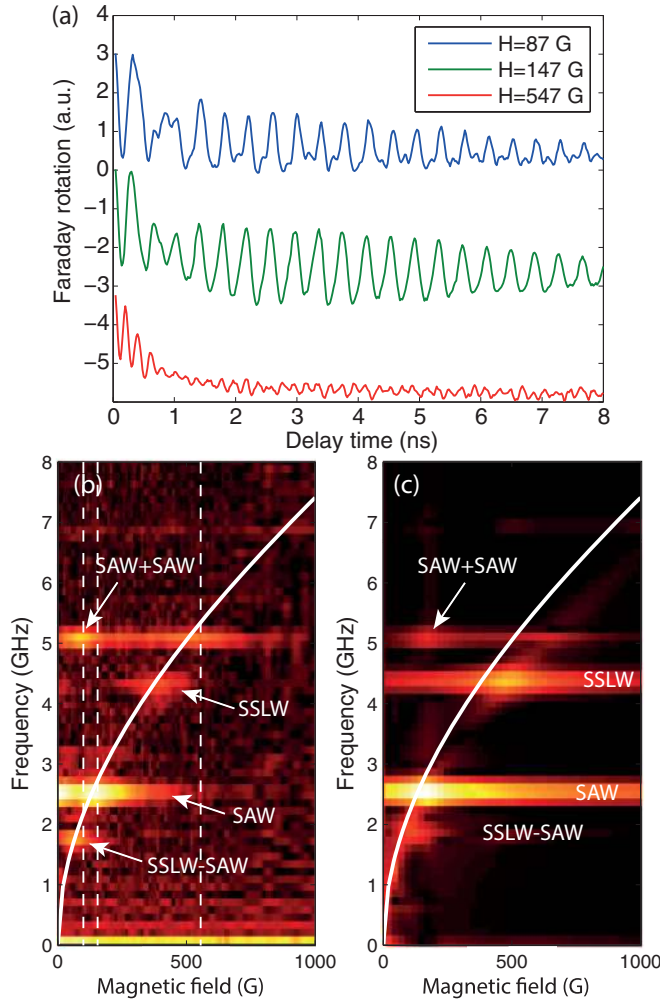 (a)
H=87 G
H=147 G
H=547 G
4
3
2
1
0
−1
−2
−3
−4
−5
Faraday rotation (a.u.)
0 1 2 3 4 5 6 7 8
Delay time (ns)
(b)
8
7
6
5
4
3
2
1
0
Frequency (GHz)
SAW+SAW
SSLW
SAW
SSLW-SAW
0 500 1000
Magnetic field (G)
(c)
8
7
6
5
4
3
2
1
0
Frequency (GHz)
SAW+SAW
SSLW
SAW
SSLW-SAW
0 500 1000
Magnetic field (G)